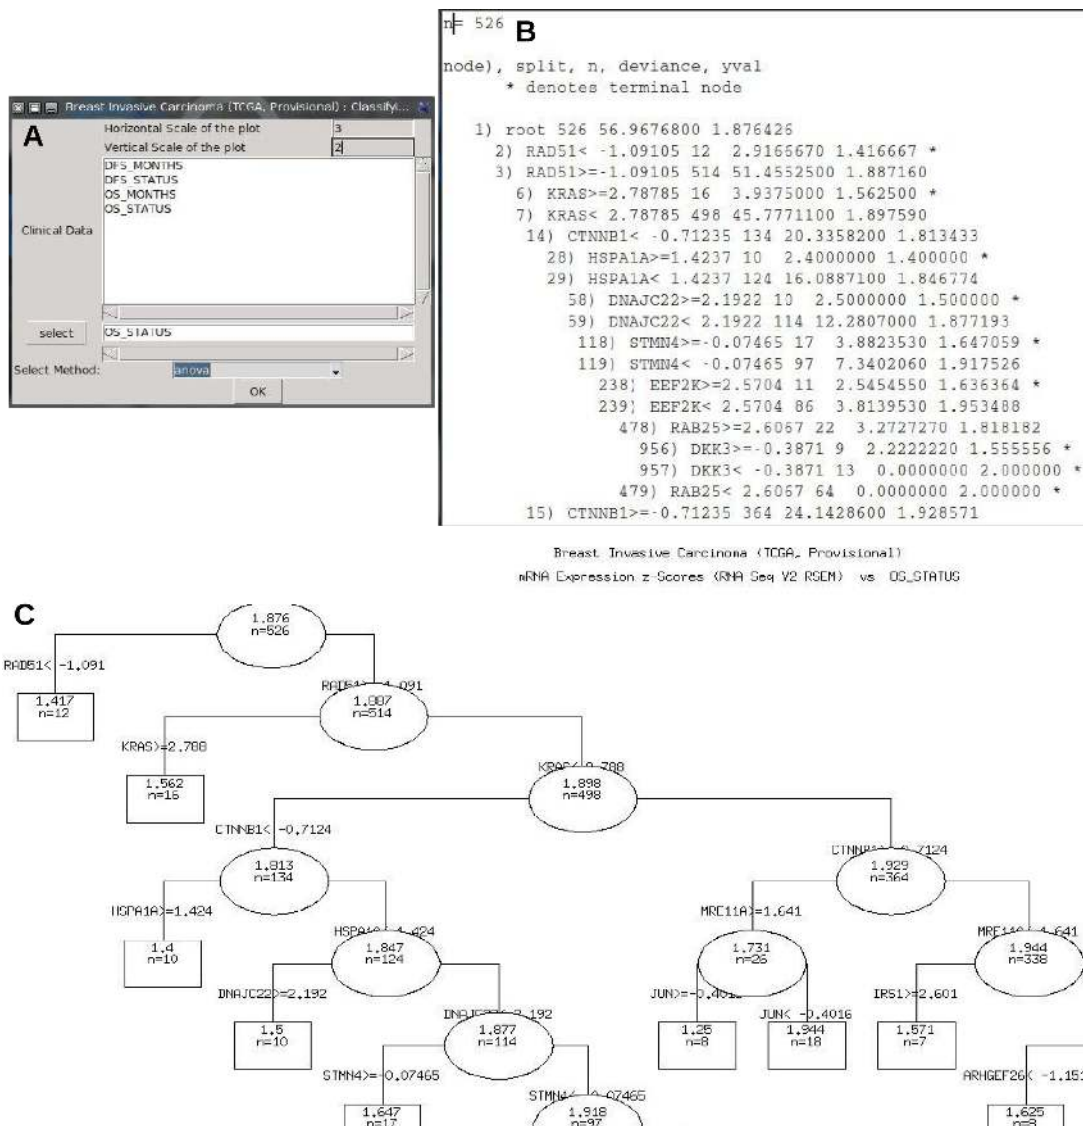 A
Breast Invasive Carcinoma (TCGA, Provisional) : Classifyi...
Horizontal Scale of the plot 3
Vertical Scale of the plot 2
DFS_MONTHS
DFS_STATUS
OS_MONTHS
OS_STATUS
Clinical Data
select OS_STATUS
Select Method: anova
OK
B
n= 526
node), split, n, deviance, yval
* denotes terminal node
1) root 526 56.9676800 1.876426
2) RAD51< -1.09105 12 2.9166670 1.416667 *
3) RAD51>=-1.09105 514 51.4552500 1.887160
6) KRAS>=2.78785 16 3.9375000 1.562500 *
7) KRAS< 2.78785 498 45.7771100 1.897590
14) CTNNB1< -0.71235 134 20.3358200 1.813433
28) HSPA1A>=1.4237 10 2.4000000 1.400000 *
29) HSPA1A< 1.4237 124 16.0887100 1.846774
58) DNAJC22>=2.1922 10 2.5000000 1.500000 *
59) DNAJC22< 2.1922 114 12.2807000 1.877193
118) STMN4>=-0.07465 17 3.8823530 1.647059 *
119) STMN4< -0.07465 97 7.3402060 1.917526
238) EEF2K>=2.5704 11 2.5454550 1.636364 *
239) EEF2K< 2.5704 86 3.8139530 1.953488
478) RAB25>=2.6067 22 3.2727270 1.818182
956) DKK3>=-0.3871 9 2.2222220 1.555556 *
957) DKK3< -0.3871 13 0.0000000 2.000000 *
479) RAB25< 2.6067 64 0.0000000 2.000000 *
15) CTNNB1>=-0.71235 364 24.1428600 1.928571
Breast Invasive Carcinoma (TCGA, Provisional)
mRNA Expression z-Scores (RNA Seq V2 RSEM) vs OS_STATUS
C
1.876
n=526
RAD51< -1.091
1.417
n=12
1.887
n=514
KRAS>=2.788
1.562
n=16
1.898
n=498
CTNNB1< -0.7124
1.813
n=134
1.929
n=364
HSPA1A>=1.424
MRE11A>=1.641
1.4
n=10
1.847
n=124
1.731
n=26
1.944
n=338
DNAJC22>=2.192
JUN< -0.4016
IRS1>=2.601
1.5
n=10
1.877
n=114
1.25
n=8
1.944
n=18
1.571
n=7
STMN4>=-0.07465
ARHGEF26< -1.151
1.647
n=17
1.918
n=97
1.625
n=8